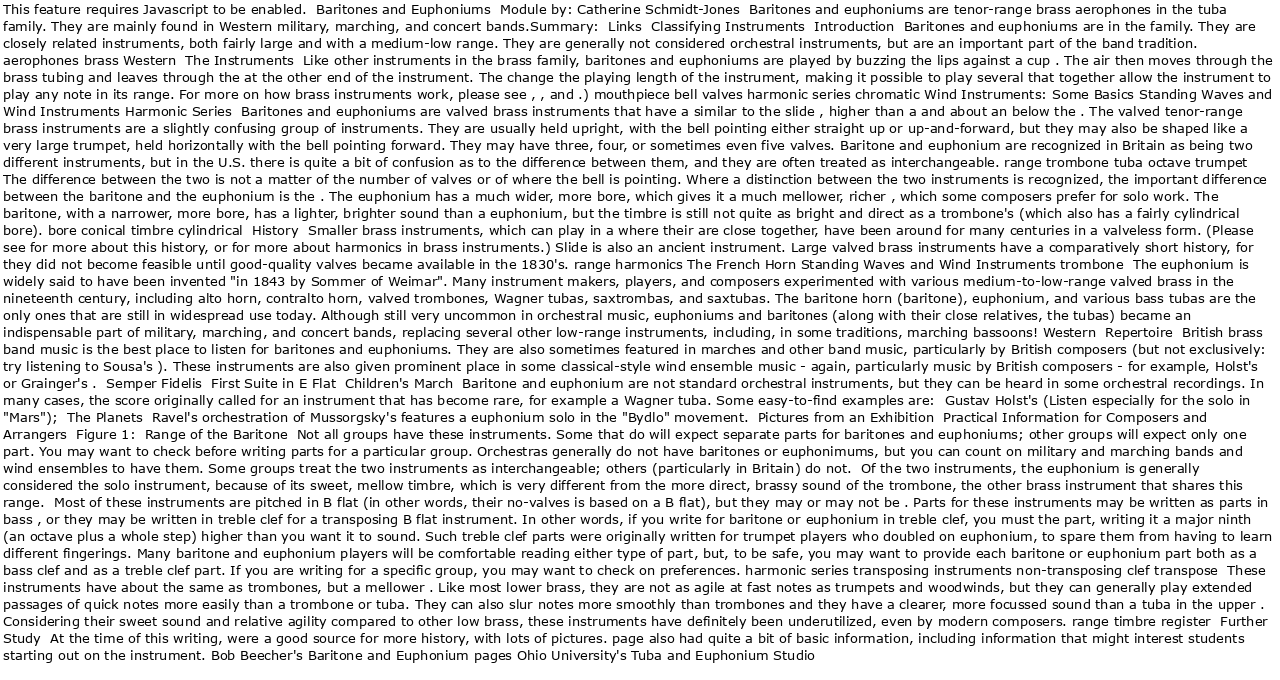 This feature requires Javascript to be enabled.  Baritones and Euphoniums  Module by: Catherine Schmidt-Jones  Baritones and euphoniums are tenor-range brass aerophones in the tuba
family. They are mainly found in Western military, marching, and concert bands.Summary:  Links  Classifying Instruments  Introduction  Baritones and euphoniums are in the family. They are
closely related instruments, both fairly large and with a medium-low range. They are generally not considered orchestral instruments, but are an important part of the band tradition.
aerophones brass Western  The Instruments  Like other instruments in the brass family, baritones and euphoniums are played by buzzing the lips against a cup . The air then moves through the
brass tubing and leaves through the at the other end of the instrument. The change the playing length of the instrument, making it possible to play several that together allow the instrument to
play any note in its range. For more on how brass instruments work, please see , , and .) mouthpiece bell valves harmonic series chromatic Wind Instruments: Some Basics Standing Waves and
Wind Instruments Harmonic Series  Baritones and euphoniums are valved brass instruments that have a similar to the slide , higher than a and about an below the . The valved tenor-range
brass instruments are a slightly confusing group of instruments. They are usually held upright, with the bell pointing either straight up or up-and-forward, but they may also be shaped like a
very large trumpet, held horizontally with the bell pointing forward. They may have three, four, or sometimes even five valves. Baritone and euphonium are recognized in Britain as being two
different instruments, but in the U.S. there is quite a bit of confusion as to the difference between them, and they are often treated as interchangeable. range trombone tuba octave trumpet
The difference between the two is not a matter of the number of valves or of where the bell is pointing. Where a distinction between the two instruments is recognized, the important difference
between the baritone and the euphonium is the . The euphonium has a much wider, more bore, which gives it a much mellower, richer , which some composers prefer for solo work. The
baritone, with a narrower, more bore, has a lighter, brighter sound than a euphonium, but the timbre is still not quite as bright and direct as a trombone's (which also has a fairly cylindrical
bore). bore conical timbre cylindrical  History  Smaller brass instruments, which can play in a where their are close together, have been around for many centuries in a valveless form. (Please
see for more about this history, or for more about harmonics in brass instruments.) Slide is also an ancient instrument. Large valved brass instruments have a comparatively short history, for
they did not become feasible until good-quality valves became available in the 1830's. range harmonics The French Horn Standing Waves and Wind Instruments trombone  The euphonium is
widely said to have been invented "in 1843 by Sommer of Weimar". Many instrument makers, players, and composers experimented with various medium-to-low-range valved brass in the
nineteenth century, including alto horn, contralto horn, valved trombones, Wagner tubas, saxtrombas, and saxtubas. The baritone horn (baritone), euphonium, and various bass tubas are the
only ones that are still in widespread use today. Although still very uncommon in orchestral music, euphoniums and baritones (along with their close relatives, the tubas) became an
indispensable part of military, marching, and concert bands, replacing several other low-range instruments, including, in some traditions, marching bassoons! Western  Repertoire  British brass
band music is the best place to listen for baritones and euphoniums. They are also sometimes featured in marches and other band music, particularly by British composers (but not exclusively:
try listening to Sousa's ). These instruments are also given prominent place in some classical-style wind ensemble music - again, particularly music by British composers - for example, Holst's
or Grainger's .  Semper Fidelis  First Suite in E Flat  Children's March  Baritone and euphonium are not standard orchestral instruments, but they can be heard in some orchestral recordings. In
many cases, the score originally called for an instrument that has become rare, for example a Wagner tuba. Some easy-to-find examples are:  Gustav Holst's (Listen especially for the solo in
"Mars");  The Planets  Ravel's orchestration of Mussorgsky's features a euphonium solo in the "Bydlo" movement.  Pictures from an Exhibition  Practical Information for Composers and
Arrangers  Figure 1:  Range of the Baritone  Not all groups have these instruments. Some that do will expect separate parts for baritones and euphoniums; other groups will expect only one
part. You may want to check before writing parts for a particular group. Orchestras generally do not have baritones or euphonimums, but you can count on military and marching bands and
wind ensembles to have them. Some groups treat the two instruments as interchangeable; others (particularly in Britain) do not.  Of the two instruments, the euphonium is generally
considered the solo instrument, because of its sweet, mellow timbre, which is very different from the more direct, brassy sound of the trombone, the other brass instrument that shares this
range.  Most of these instruments are pitched in B flat (in other words, their no-valves is based on a B flat), but they may or may not be . Parts for these instruments may be written as parts in
bass , or they may be written in treble clef for a transposing B flat instrument. In other words, if you write for baritone or euphonium in treble clef, you must the part, writing it a major ninth
(an octave plus a whole step) higher than you want it to sound. Such treble clef parts were originally written for trumpet players who doubled on euphonium, to spare them from having to learn
different fingerings. Many baritone and euphonium players will be comfortable reading either type of part, but, to be safe, you may want to provide each baritone or euphonium part both as a
bass clef and as a treble clef part. If you are writing for a specific group, you may want to check on preferences. harmonic series transposing instruments non-transposing clef transpose  These
instruments have about the same as trombones, but a mellower . Like most lower brass, they are not as agile at fast notes as trumpets and woodwinds, but they can generally play extended
passages of quick notes more easily than a trombone or tuba. They can also slur notes more smoothly than trombones and they have a clearer, more focussed sound than a tuba in the upper .
Considering their sweet sound and relative agility compared to other low brass, these instruments have definitely been underutilized, even by modern composers. range timbre register  Further
Study  At the time of this writing, were a good source for more history, with lots of pictures. page also had quite a bit of basic information, including information that might interest students
starting out on the instrument. Bob Beecher's Baritone and Euphonium pages Ohio University's Tuba and Euphonium Studio